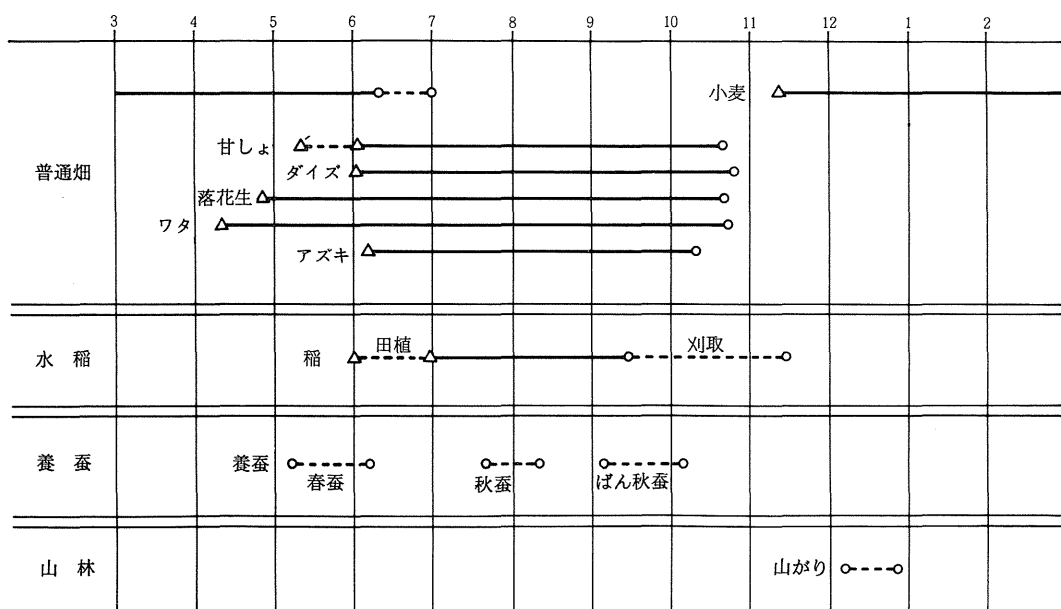 3 4 5 6 7 8 9 10 11 12 1 2
小麦
甘しょ
普通畑 ダイズ
落花生
ワタ
アズキ
田植 刈取
水稲 稲
養蚕 養蚕
春蚕 秋蚕 ばん秋蚕
山林 山がり